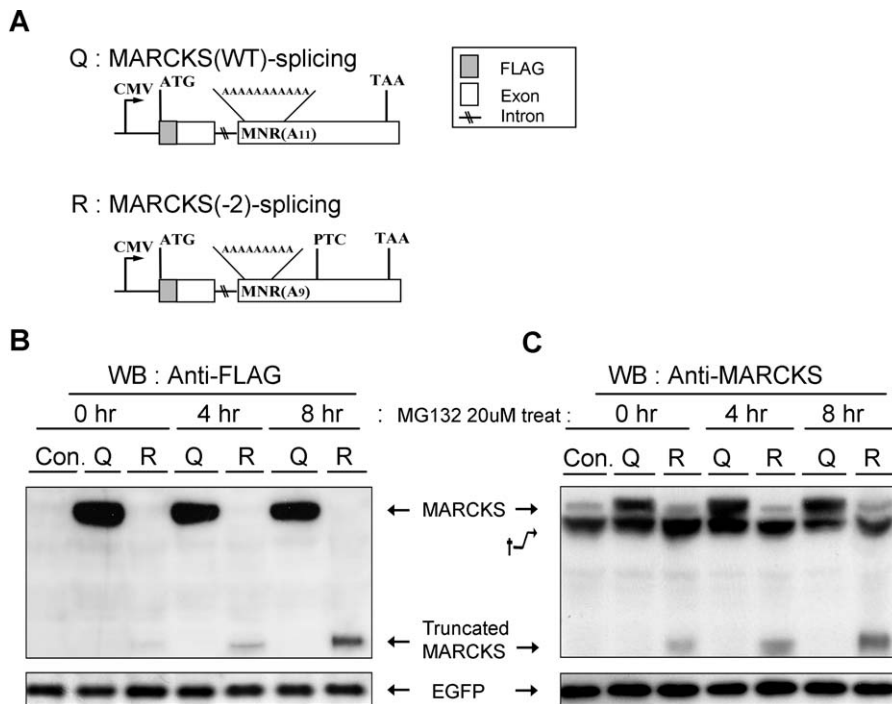 A
Q : MARCKS(WT)-splicing
CMV ATG AAAAAAAAAAA TAA
MNR(A11)
FLAG
Exon
Intron
R : MARCKS(-2)-splicing
CMV ATG AAAAAAAAA PTC TAA
MNR(A9)
B
WB : Anti-FLAG
0 hr 4 hr 8 hr
Con. Q R Q R Q R
: MG132 20uM treat :
C
WB : Anti-MARCKS
0 hr 4 hr 8 hr
Con. Q R Q R Q R
MARCKS
†
Truncated
MARCKS
EGFP